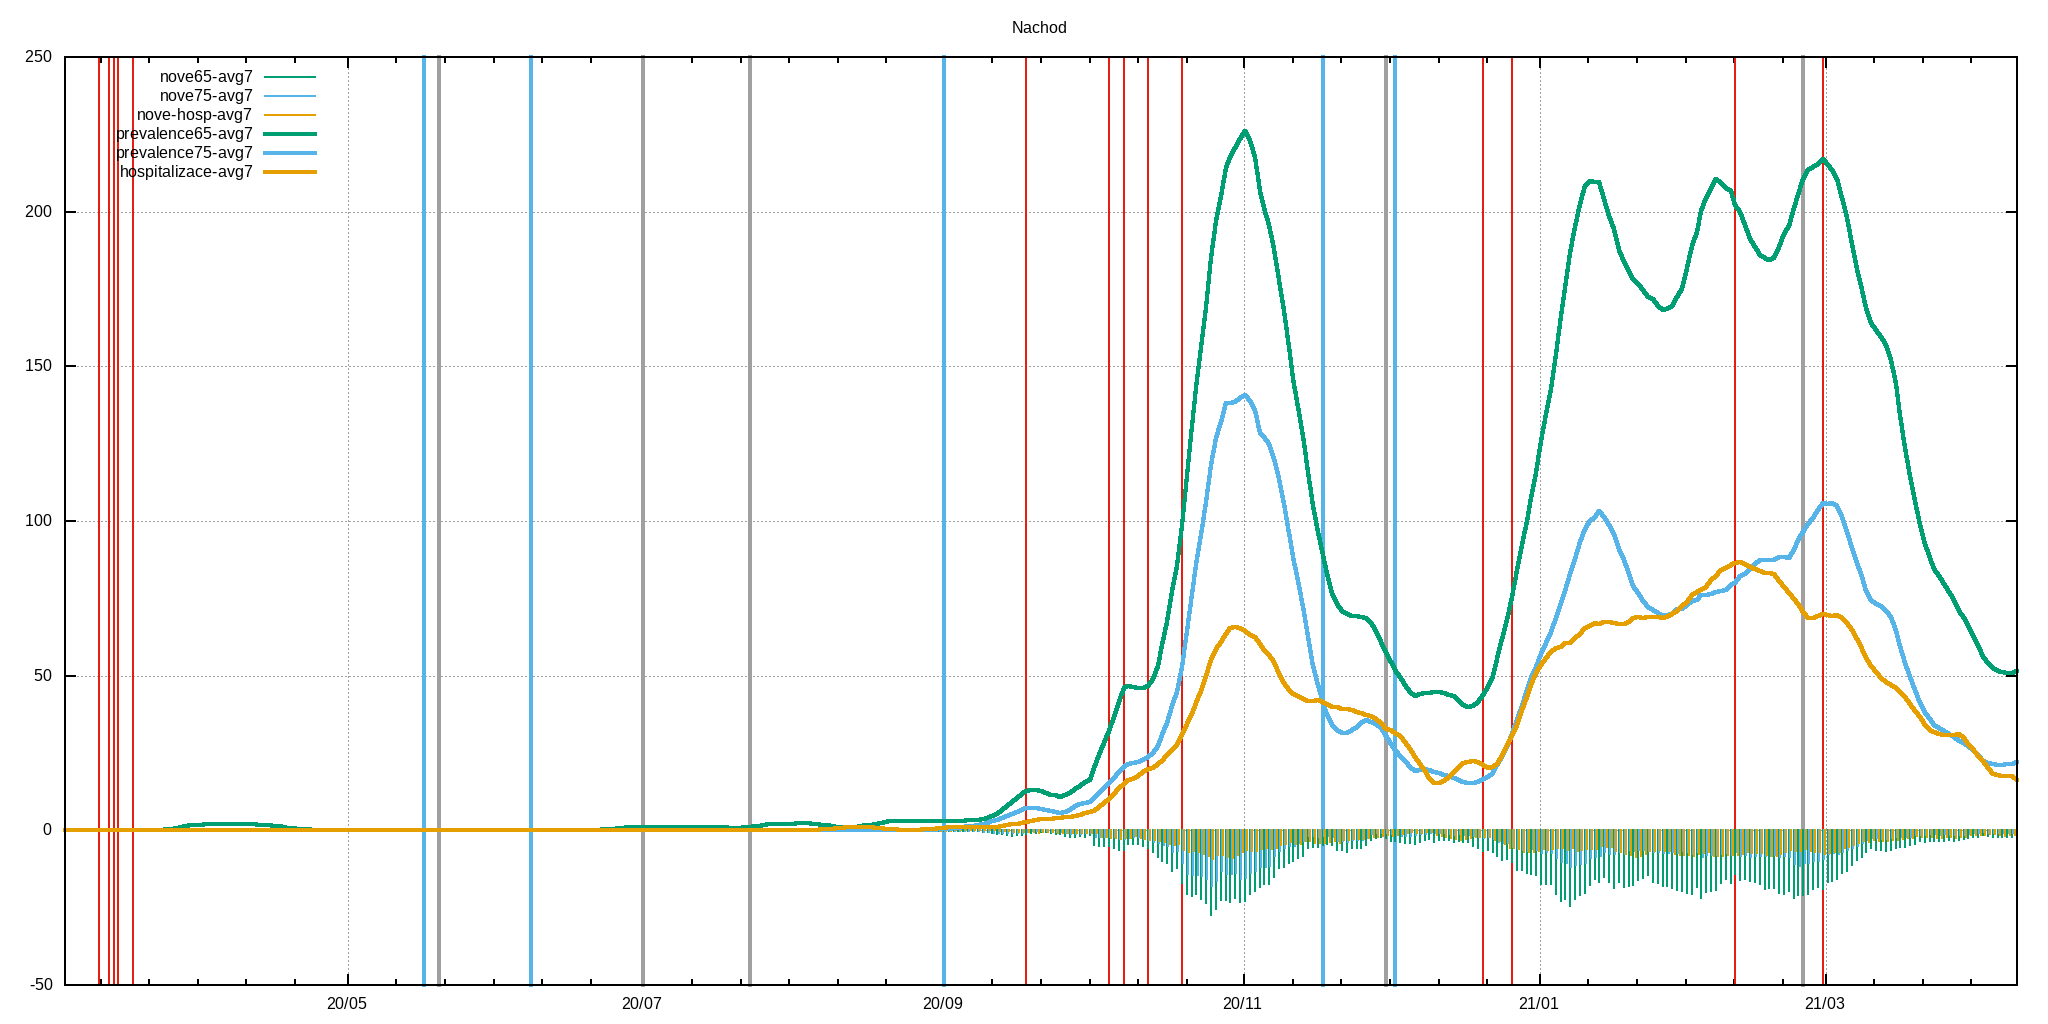 Nachod
250
nove65-avg7
nove75-avg7
nove-hosp-avg7
prevalence65-avg7
prevalence75-avg7
hospitalizace-avg7
200
150
100
50
0
-50
20/05 20/07 20/09 20/11 21/01 21/03